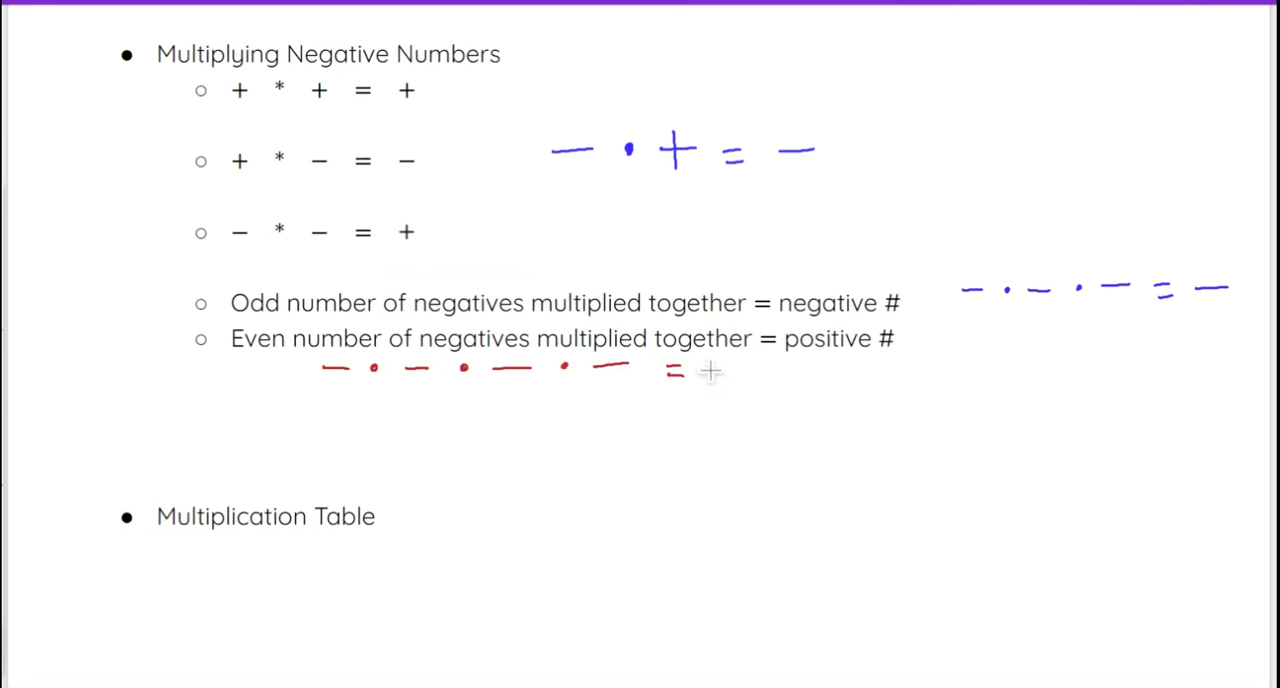 ● Multiplying Negative Numbers
○ + * + = +
− · + = −
○ + * − = −
○ − * − = +
− · − · − = −
○ Odd number of negatives multiplied together = negative #
○ Even number of negatives multiplied together = positive #
− · − · − · − =
● Multiplication Table